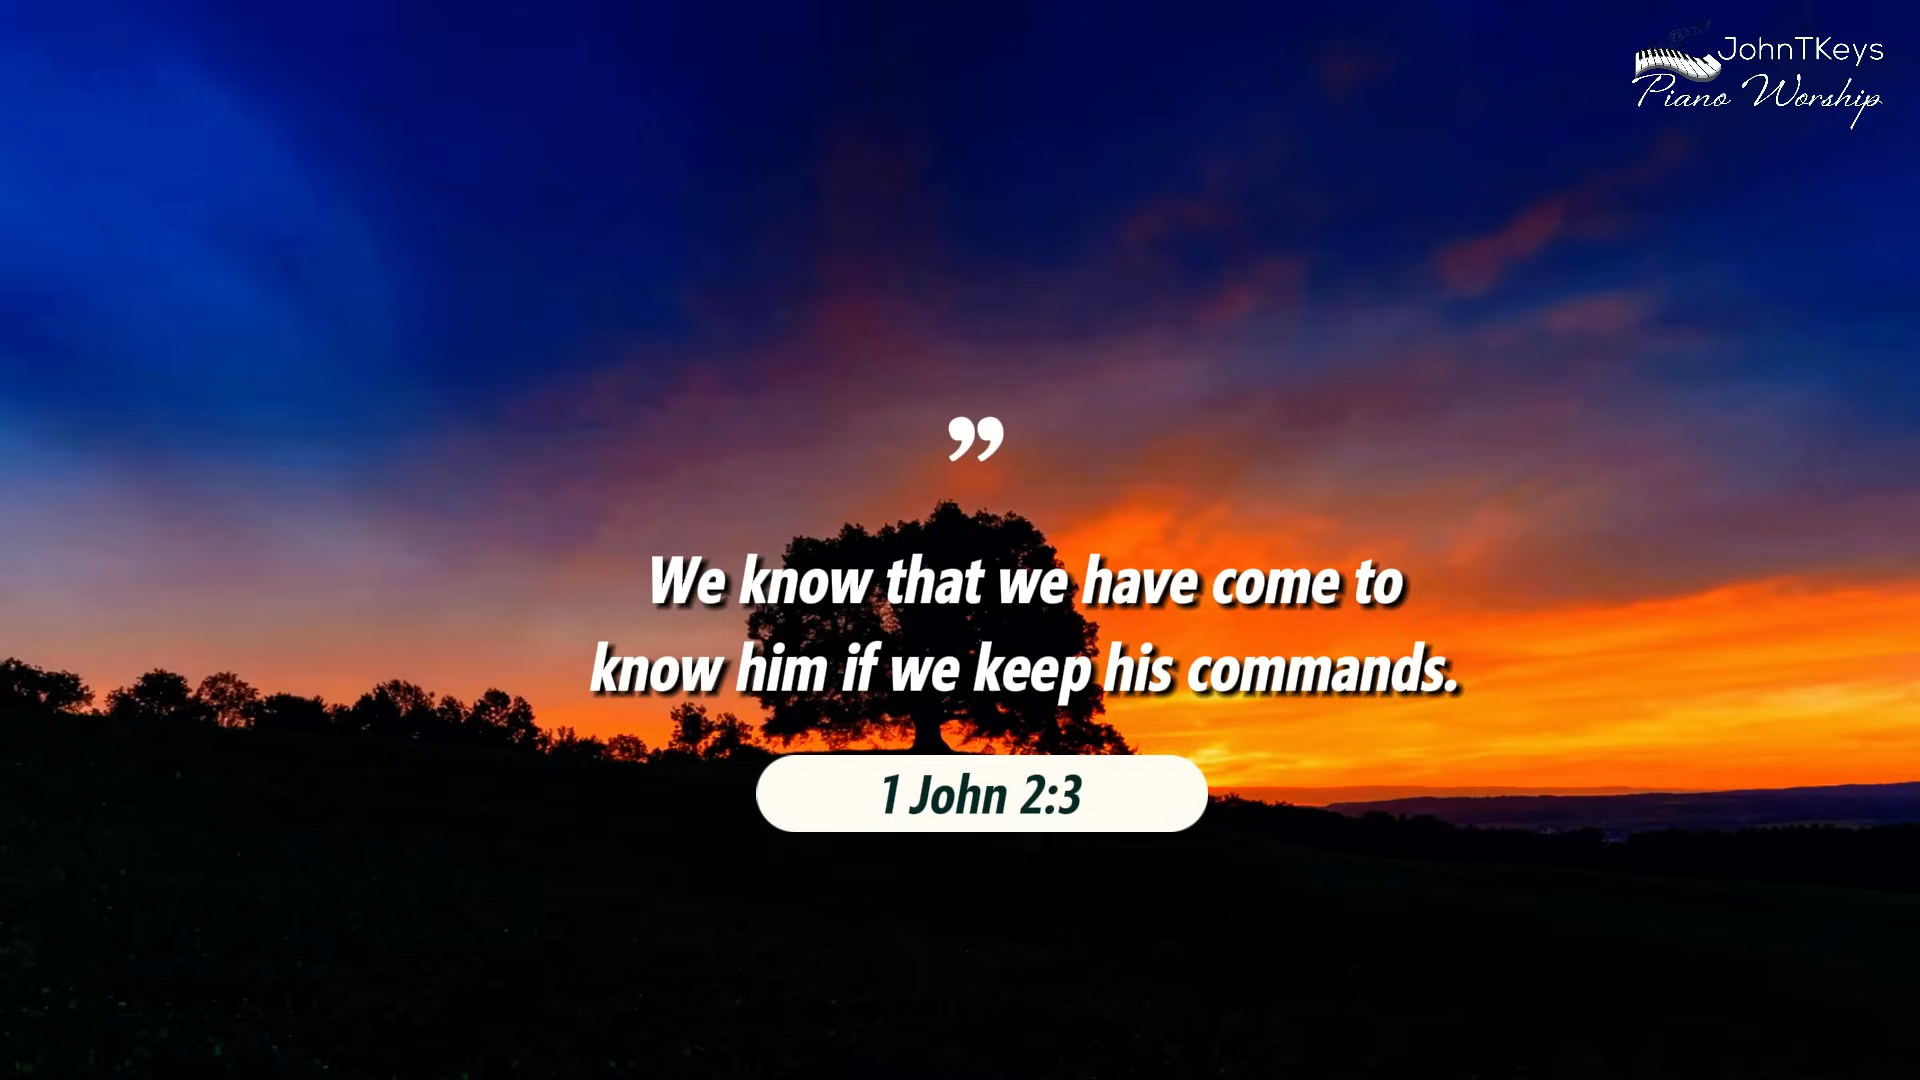 JohnTKeys
Piano Worship
”
We know that we have come to
know him if we keep his commands.
1 John 2:3